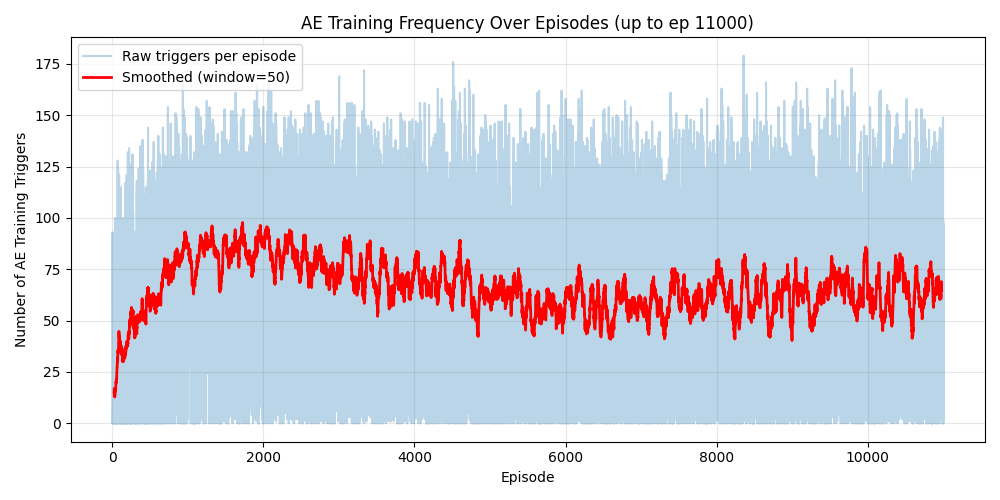 AE Training Frequency Over Episodes (up to ep 11000)
Raw triggers per episode
Smoothed (window=50)
Number of AE Training Triggers
175
150
125
100
75
50
25
0
0 2000 4000 6000 8000 10000
Episode